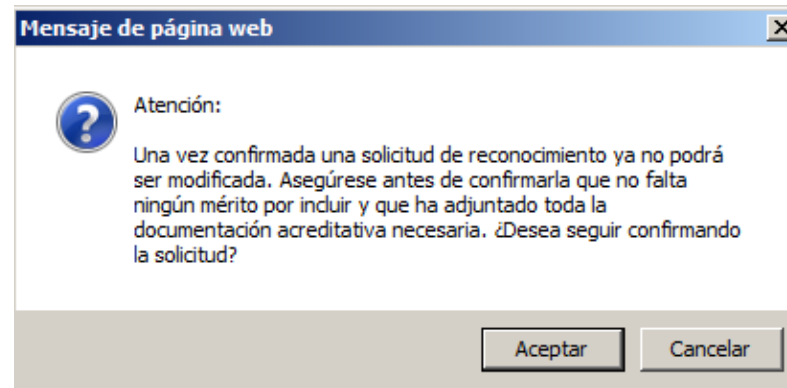 Mensaje de página web
Atención:
Una vez confirmada una solicitud de reconocimiento ya no podrá
ser modificada. Asegúrese antes de confirmarla que no falta
ningún mérito por incluir y que ha adjuntado toda la
documentación acreditativa necesaria. ¿Desea seguir confirmando
la solicitud?
Aceptar
Cancelar